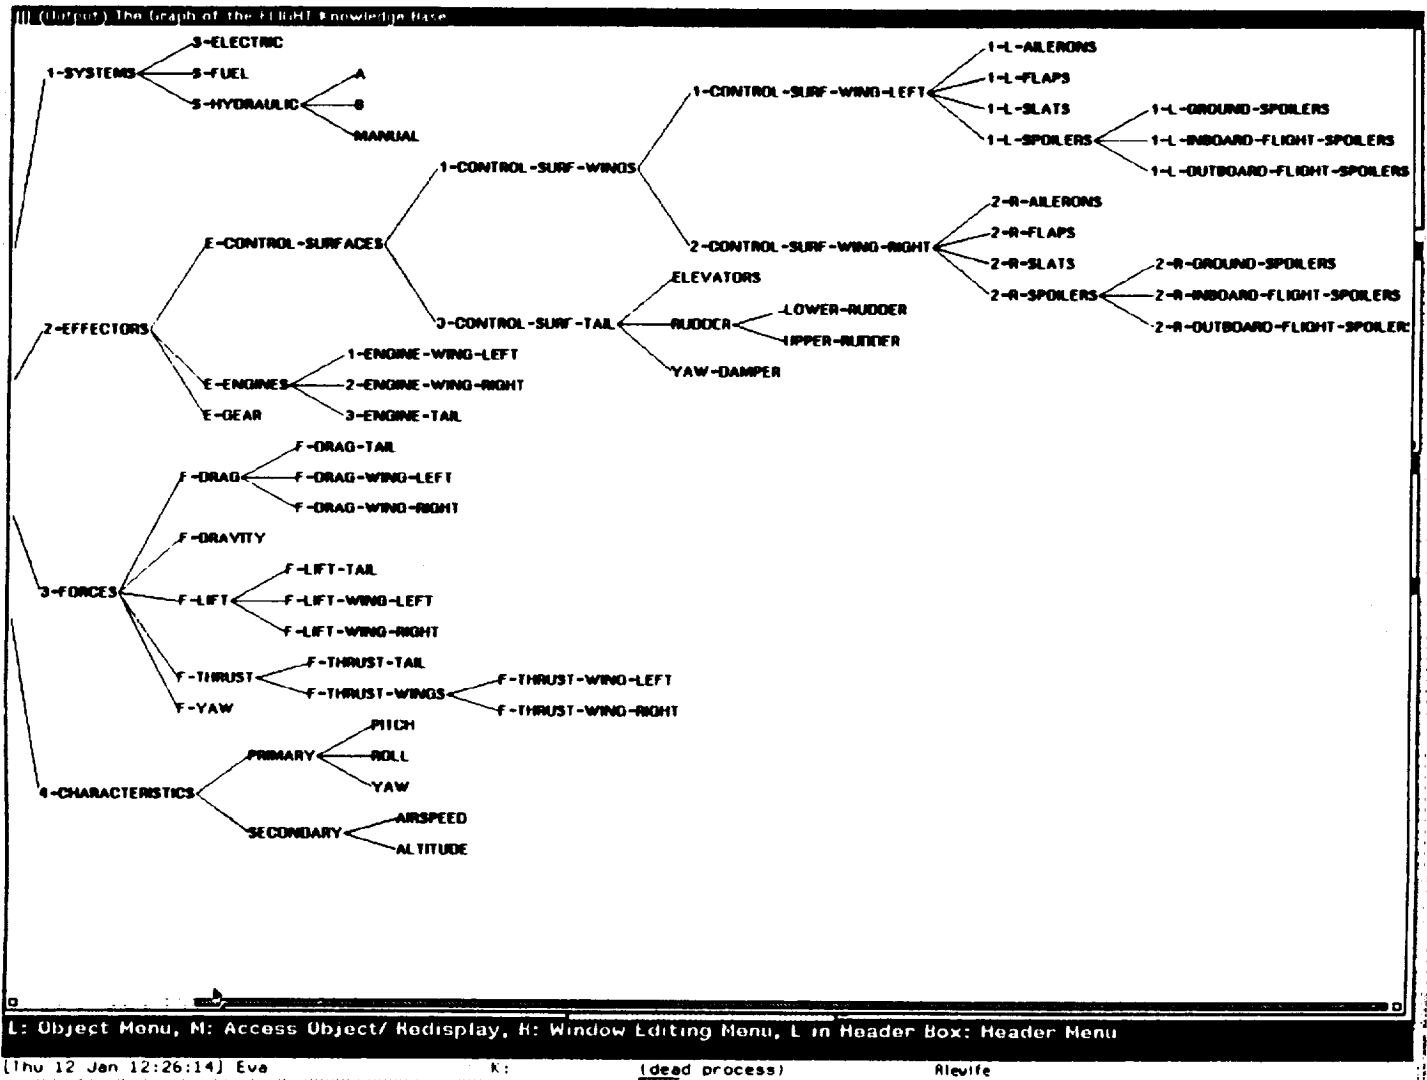 (Output) The Graph of the FLIGHT Knowledge Base
S-ELECTRIC
1-SYSTEMS
S-FUEL
S-HYDRAULIC
A
B
MANUAL
1-L-AILERONS
1-L-FLAPS
1-CONTROL-SURF-WING-LEFT
1-L-SLATS
1-L-SPOILERS
1-L-GROUND-SPOILERS
1-L-INBOARD-FLIGHT-SPOILERS
1-L-OUTBOARD-FLIGHT-SPOILERS
1-CONTROL-SURF-WINGS
2-R-AILERONS
2-R-FLAPS
E-CONTROL-SURFACES
2-CONTROL-SURF-WING-RIGHT
2-R-SLATS
2-R-SPOILERS
2-R-GROUND-SPOILERS
2-R-INBOARD-FLIGHT-SPOILERS
2-R-OUTBOARD-FLIGHT-SPOILER
ELEVATORS
2-EFFECTORS
3-CONTROL-SURF-TAIL
RUDDER
LOWER-RUDDER
UPPER-RUDDER
YAW-DAMPER
1-ENGINE-WING-LEFT
E-ENGINES
2-ENGINE-WING-RIGHT
E-GEAR
3-ENGINE-TAIL
F-DRAG-TAIL
F-DRAG
F-DRAG-WING-LEFT
F-DRAG-WING-RIGHT
F-GRAVITY
F-LIFT-TAIL
3-FORCES
F-LIFT
F-LIFT-WING-LEFT
F-LIFT-WING-RIGHT
F-THRUST-TAIL
F-THRUST
F-THRUST-WINGS
F-THRUST-WING-LEFT
F-THRUST-WING-RIGHT
F-YAW
PITCH
PRIMARY
ROLL
YAW
4-CHARACTERISTICS
AIRSPEED
SECONDARY
ALTITUDE
L: Object Menu, M: Access Object/ Redisplay, R: Window Editing Menu, L in Header Box: Header Menu
[Thu 12 Jan 12:26:14] Eva K: (dead process) Alewife